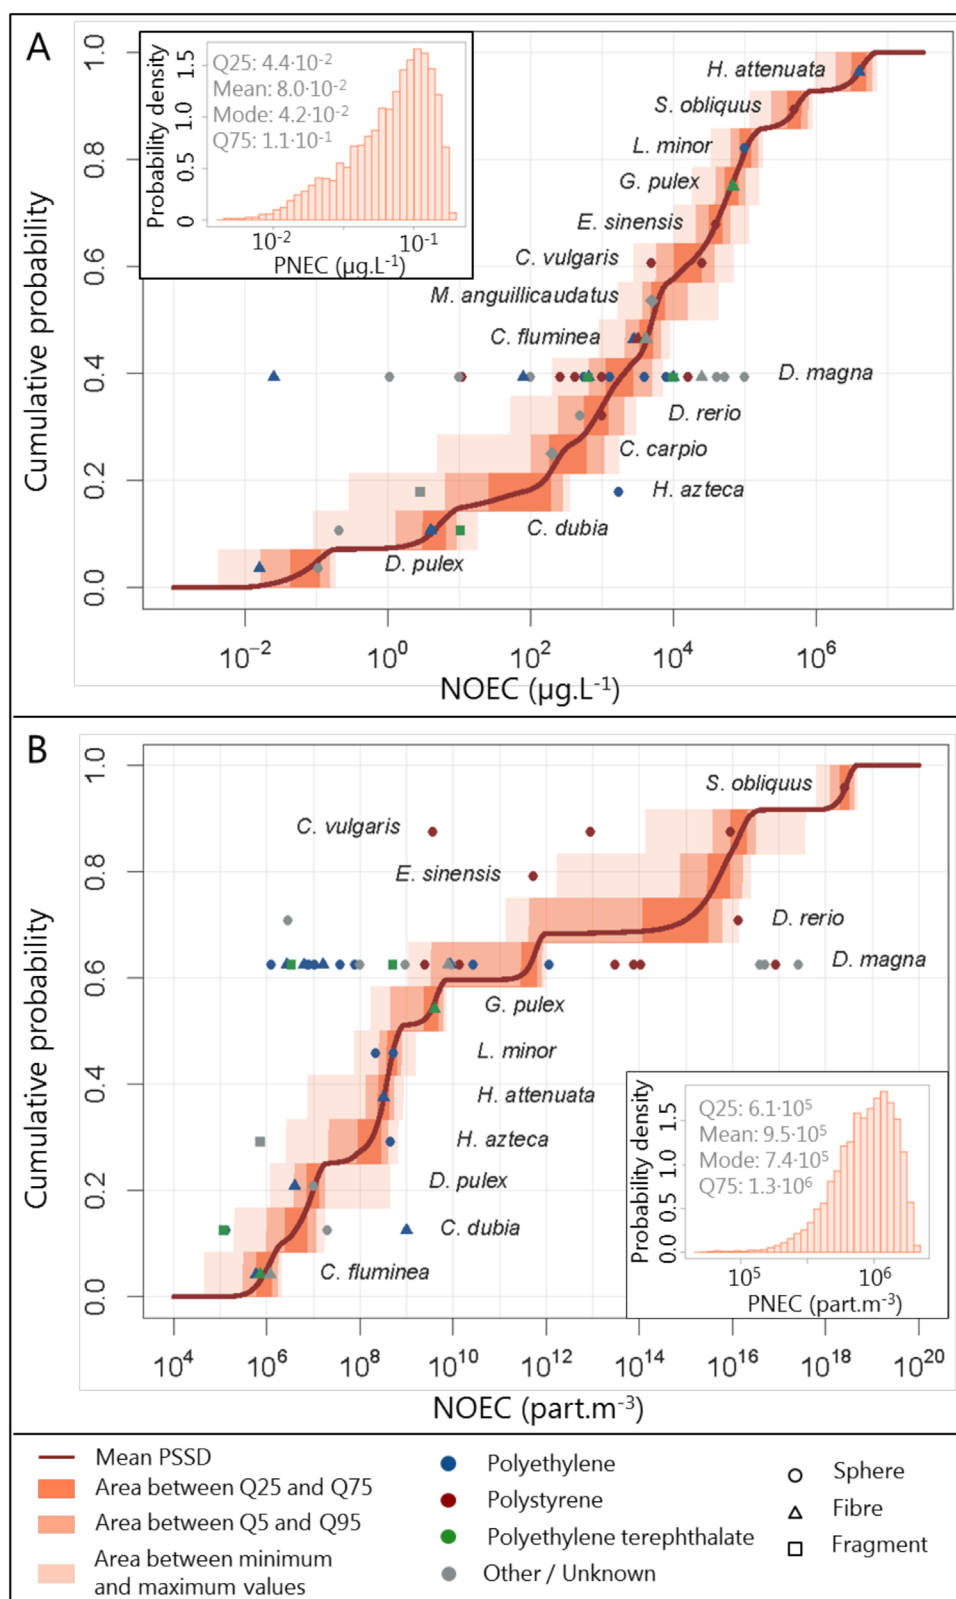 A
Q25: 4.4·10⁻²
Mean: 8.0·10⁻²
Mode: 4.2·10⁻²
Q75: 1.1·10⁻¹
Probability density
0 0.5 1.0 1.5
10⁻² 10⁻¹
PNEC (µg.L⁻¹)
H. attenuata
S. obliquus
L. minor
G. pulex
E. sinensis
C. vulgaris
M. anguillicaudatus
C. fluminea
D. magna
D. rerio
C. carpio
H. azteca
C. dubia
D. pulex
Cumulative probability
0.0 0.2 0.4 0.6 0.8 1.0
10⁻² 10⁰ 10² 10⁴ 10⁶
NOEC (µg.L⁻¹)
B
S. obliquus
C. vulgaris
E. sinensis
D. rerio
D. magna
G. pulex
L. minor
H. attenuata
H. azteca
D. pulex
C. dubia
C. fluminea
Q25: 6.1·10⁵
Mean: 9.5·10⁵
Mode: 7.4·10⁵
Q75: 1.3·10⁶
Probability density
0.0 0.5 1.0 1.5
10⁵ 10⁶
PNEC (part.m⁻³)
Cumulative probability
0.0 0.2 0.4 0.6 0.8 1.0
10⁴ 10⁶ 10⁸ 10¹⁰ 10¹² 10¹⁴ 10¹⁶ 10¹⁸ 10²⁰
NOEC (part.m⁻³)
Mean PSSD
Area between Q25 and Q75
Area between Q5 and Q95
Area between minimum
and maximum values
Polyethylene
Polystyrene
Polyethylene terephthalate
Other / Unknown
Sphere
Fibre
Fragment